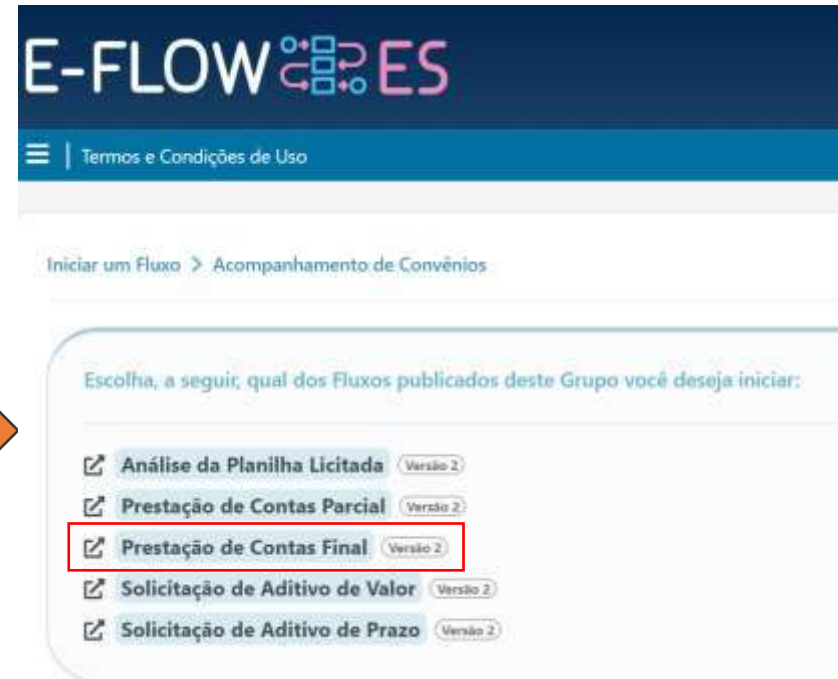 E-FLOW ES
Termos e Condições de Uso
Iniciar um Fluxo > Acompanhamento de Convênios
Escolha, a seguir, qual dos Fluxos publicados deste Grupo você deseja iniciar:
Análise da Planilha Licitada Versão 2
Prestação de Contas Parcial Versão 2
Prestação de Contas Final Versão 2
Solicitação de Aditivo de Valor Versão 2
Solicitação de Aditivo de Prazo Versão 2